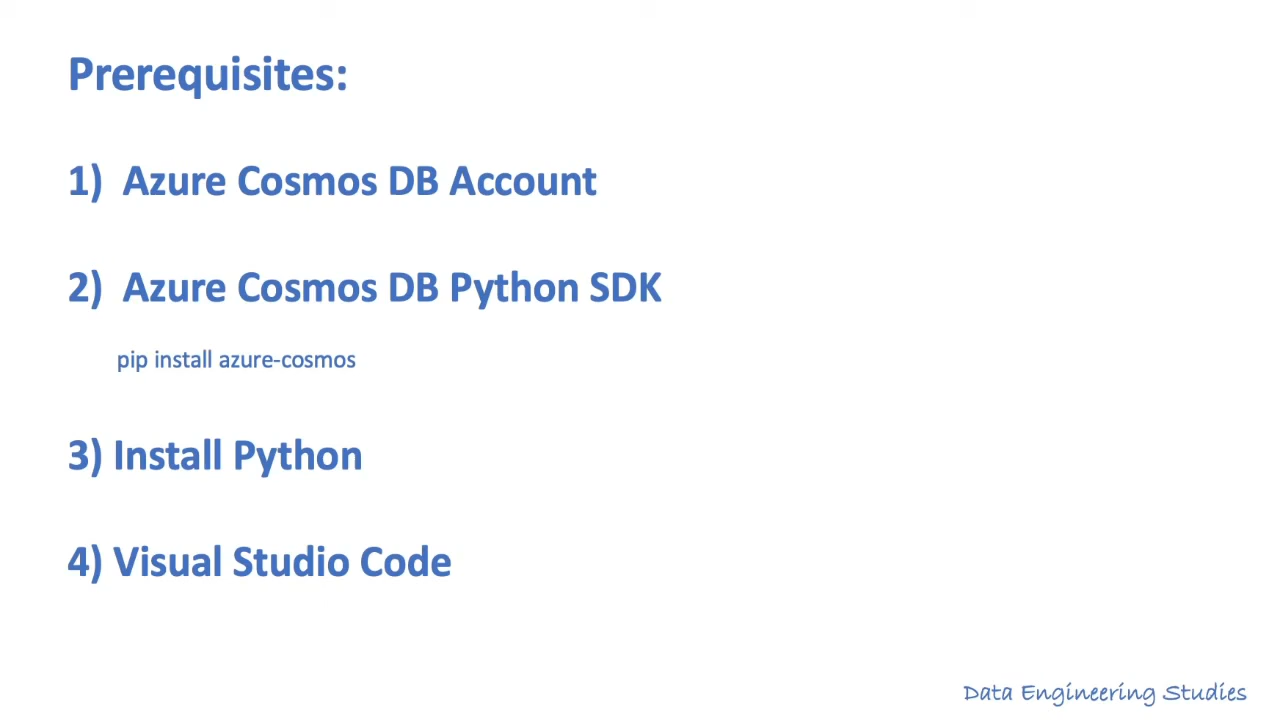 Prerequisites:
1) Azure Cosmos DB Account
2) Azure Cosmos DB Python SDK
pip install azure-cosmos
3) Install Python
4) Visual Studio Code
Data Engineering Studies